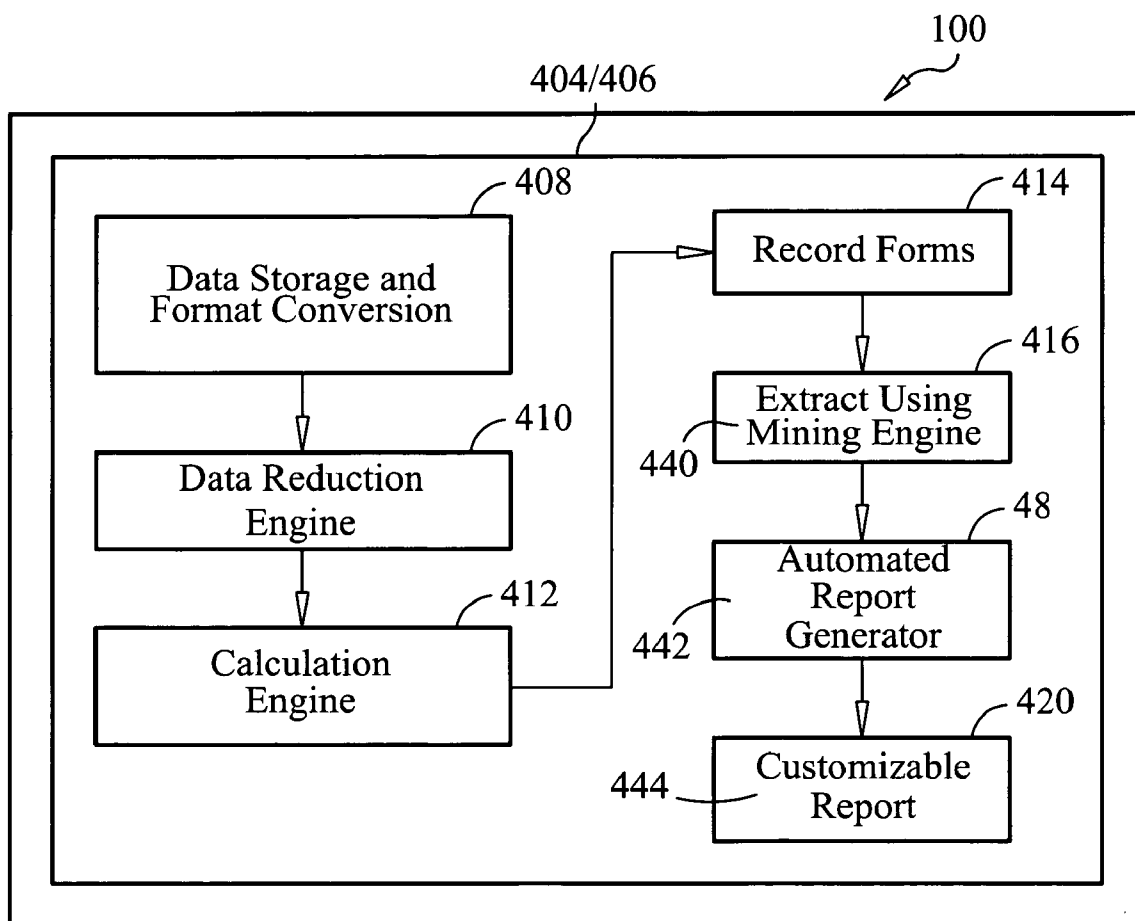 100
404/406
408
Data Storage and
Format Conversion
410
Data Reduction
Engine
412
Calculation
Engine
414
Record Forms
416
Extract Using
Mining Engine
440
48
Automated
Report
Generator
442
420
Customizable
Report
444